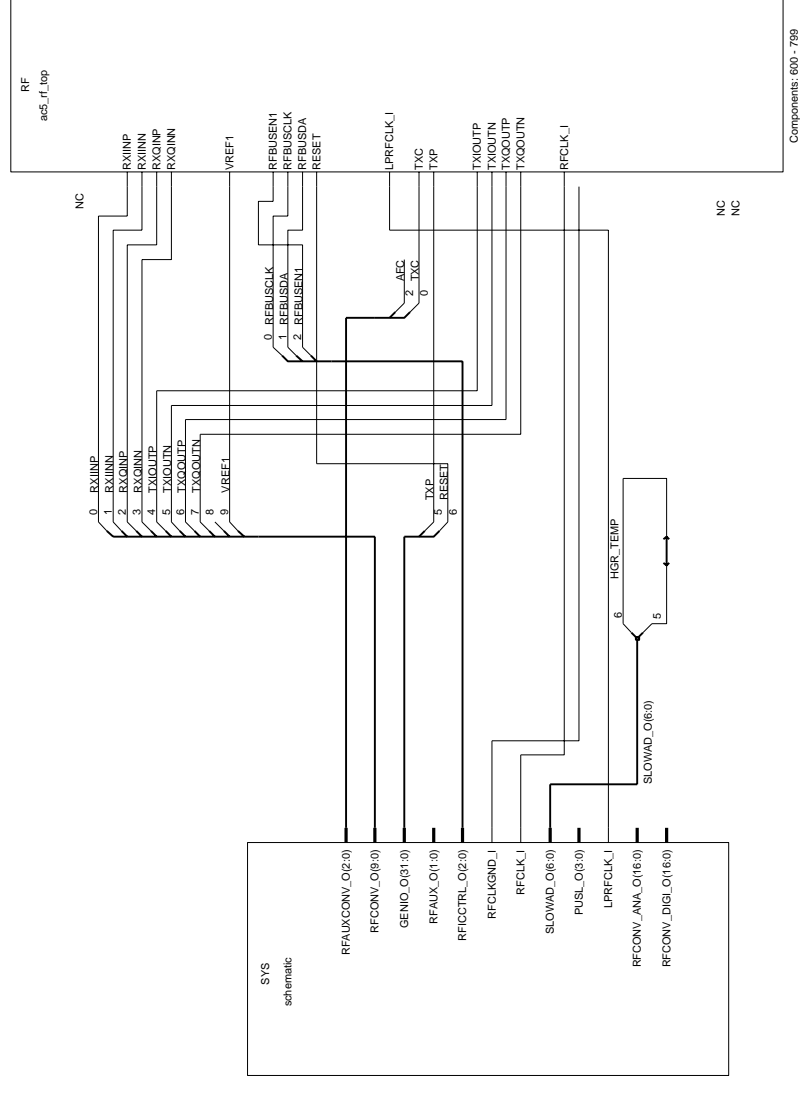 RF
ac5_rf_top
Components: 600 - 799
RXIINP
RXIINN
RXQINP
RXQINN
VREF1
RFBUSEN1
RFBUSCLK
RFBUSDA
RESET
LPRFCLK_I
TXC
TXP
TXIOUTP
TXIOUTN
TXQOUTP
TXQOUTN
RFCLK_I
NC
NC
NC
0 RFBUSCLK
1 RFBUSDA
2 RFBUSEN1
2 AFC
0 TXC
0 RXIINP
1 RXIINN
2 RXQINP
3 RXQINN
4 TXIOUTP
5 TXIOUTN
6 TXQOUTP
7 TXQOUTN
8
9 VREF1
5 TXP
6 RESET
6 HGR_TEMP
5
SLOWAD_O(6:0)
RFAUXCONV_O(2:0)
RFCONV_O(9:0)
GENIO_O(31:0)
RFAUX_O(1:0)
RFICCTRL_O(2:0)
RFCLKGND_I
RFCLK_I
SLOWAD_O(6:0)
PUSL_O(3:0)
LPRFCLK_I
RFCONV_ANA_O(16:0)
RFCONV_DIGI_O(16:0)
SYS
schematic